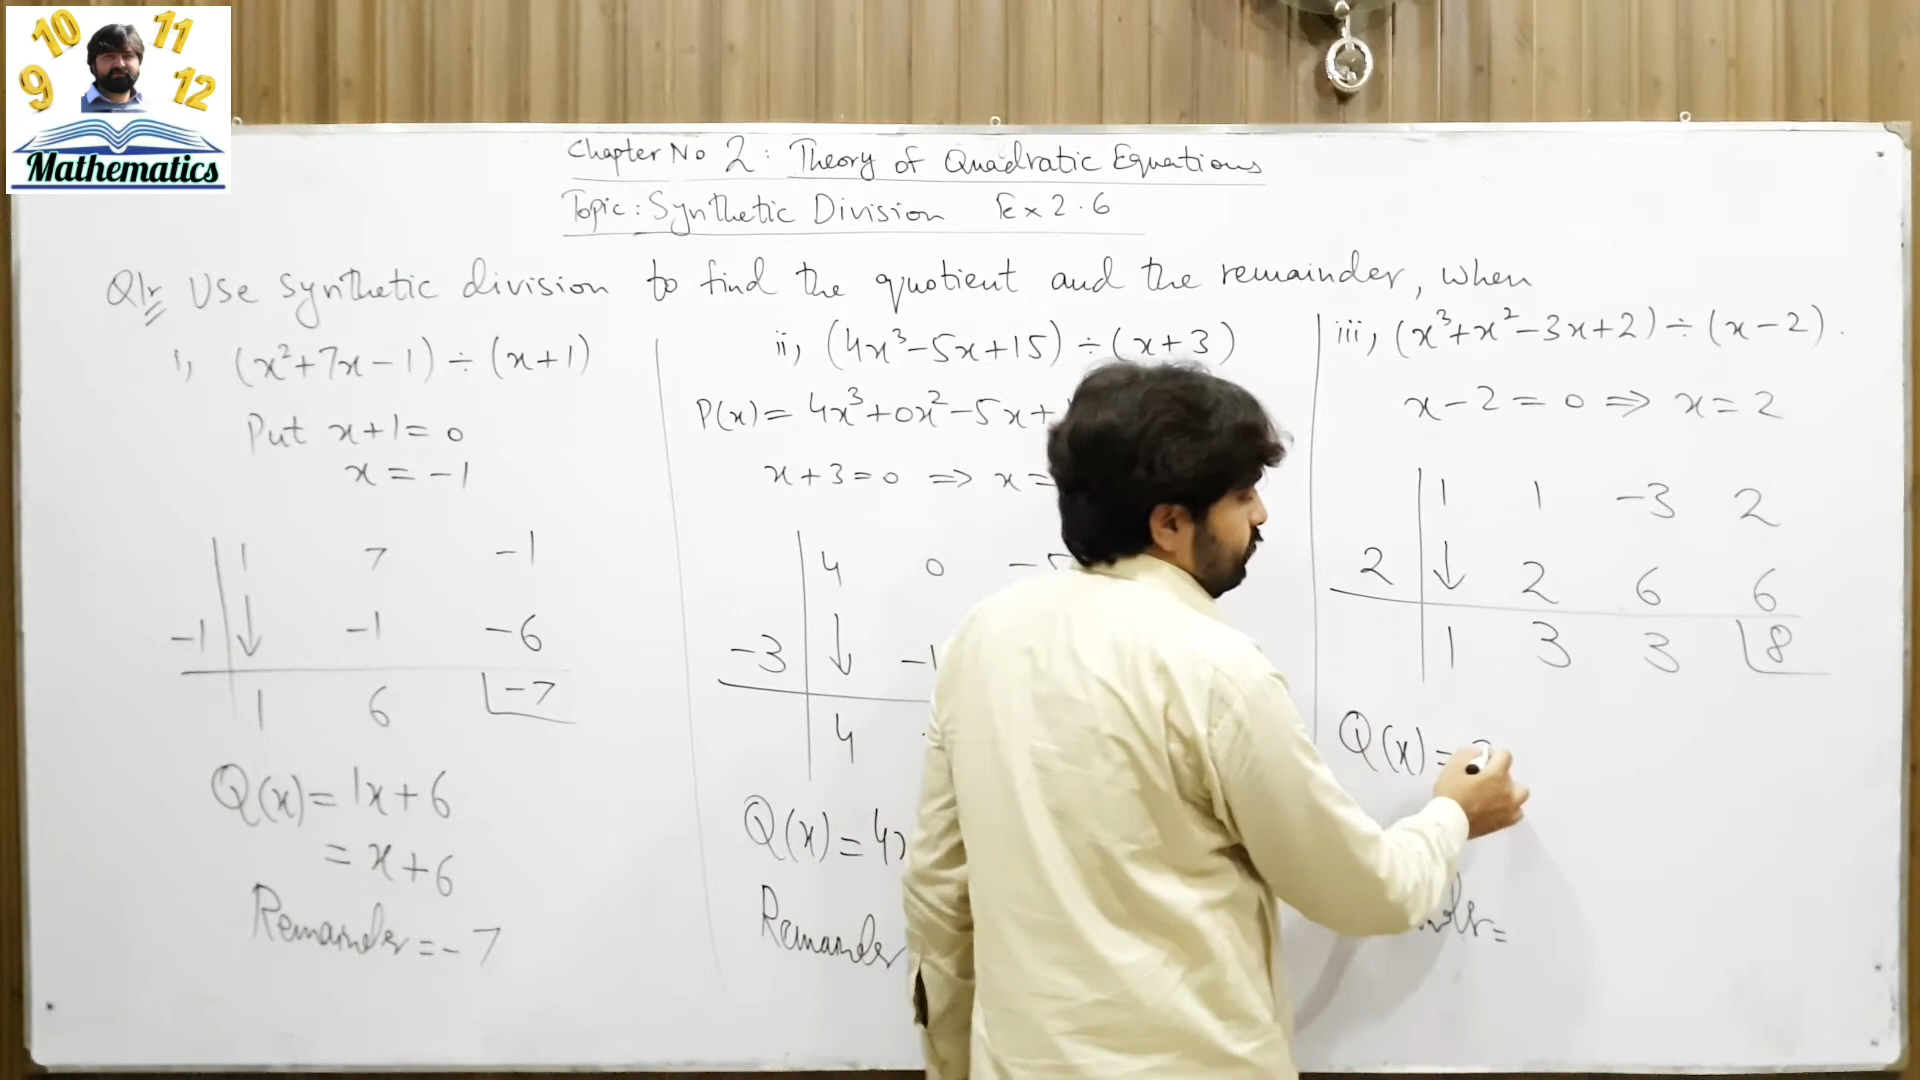 10 11
9 12
Mathematics
Chapter No 2: Theory of Quadratic Equations
Topic: Synthetic Division Ex 2.6
Q1: Use synthetic division to find the quotient and the remainder, when
i, (x²+7x-1) ÷ (x+1)
Put x+1=0
x = -1
1 7 -1
-1 ↓ -1 -6
1 6 -7
Q(x)= 1x+6
= x+6
Remainder = -7
ii, (4x³-5x+15) ÷ (x+3)
P(x)= 4x³+0x²-5x+
x+3=0 ⇒ x=
4 0 -5
-3 ↓ -1
4
Q(x)=4x
Remainder
iii, (x³+x²-3x+2) ÷ (x-2).
x-2=0 ⇒ x=2
1 1 -3 2
2 ↓ 2 6 6
1 3 3 8
Q(x)=